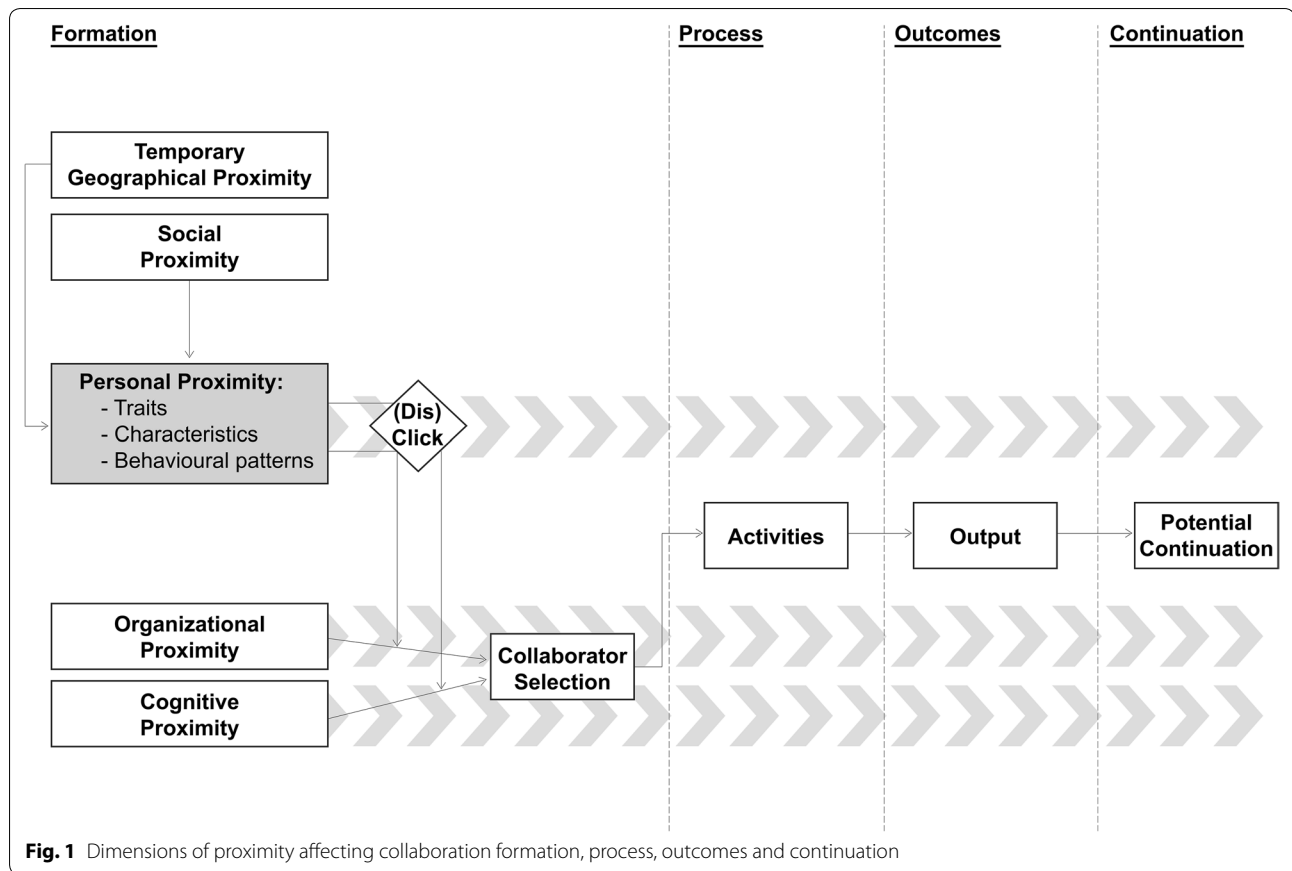 Formation
Process
Outcomes
Continuation
Temporary
Geographical Proximity
Social
Proximity
Personal Proximity:
- Traits
- Characteristics
- Behavioural patterns
(Dis)
Click
Activities
Output
Potential
Continuation
Organizational
Proximity
Collaborator
Selection
Cognitive
Proximity
Fig. 1 Dimensions of proximity affecting collaboration formation, process, outcomes and continuation